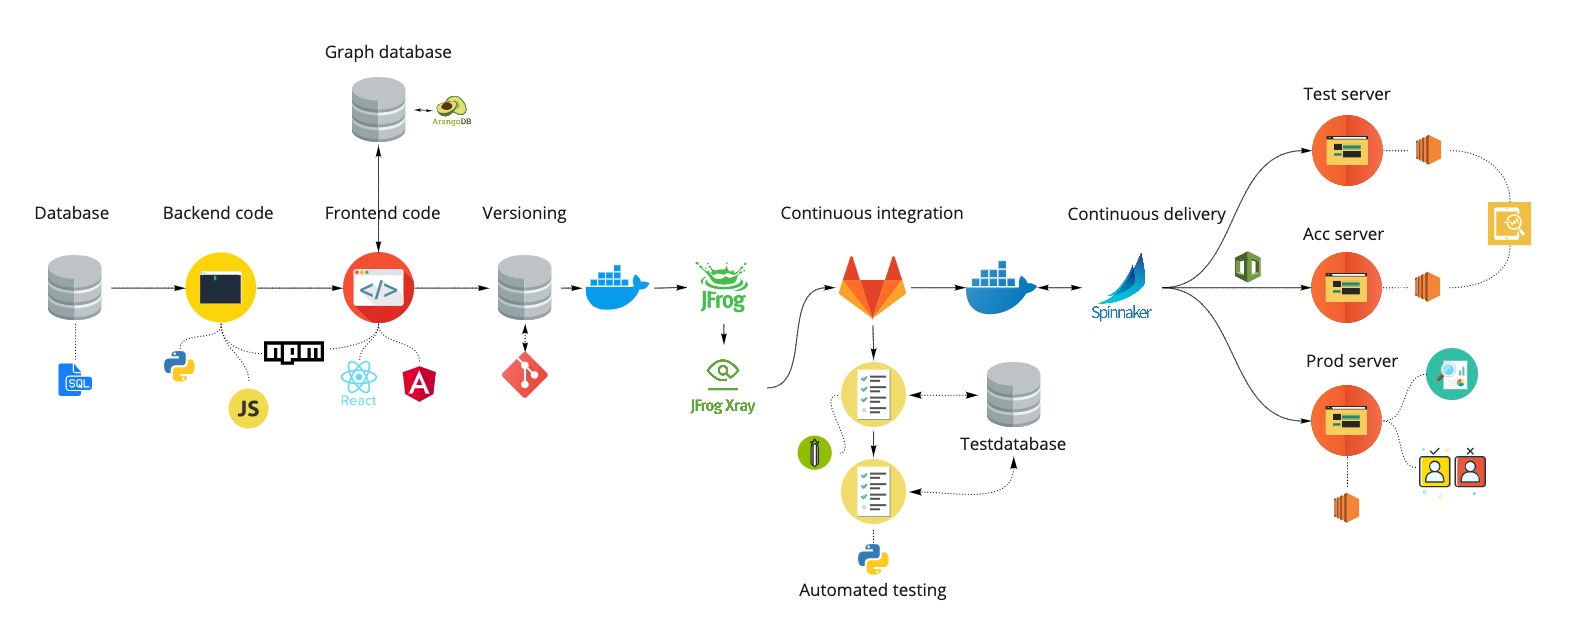 Graph database
ArangoDB
Test server
Database
Backend code
Frontend code
Versioning
Continuous integration
Continuous delivery
Acc server
JFrog
Spinnaker
npm
SQL
JS
React
A
JFrog Xray
Prod server
Testdatabase
Automated testing